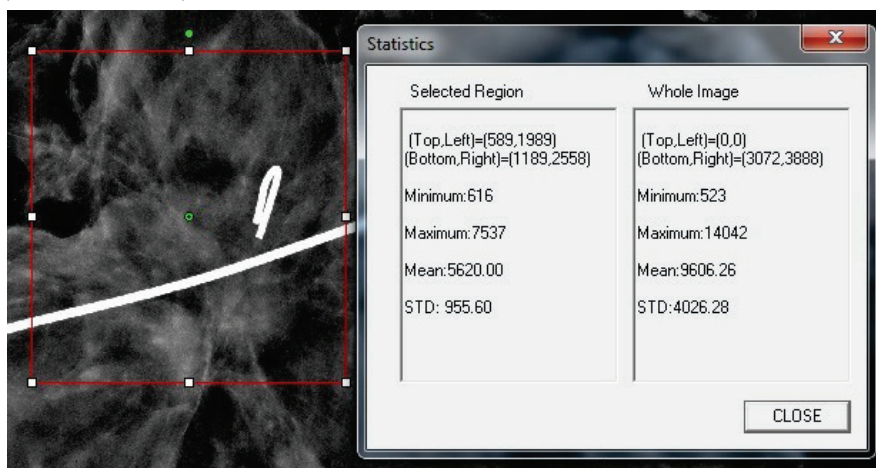 Statistics
Selected Region
(Top,Left)=(589,1989)
(Bottom,Right)=(1189,2558)
Minimum:616
Maximum:7537
Mean:5620.00
STD: 955.60
Whole Image
(Top,Left)=(0,0)
(Bottom,Right)=(3072,3888)
Minimum:523
Maximum:14042
Mean:9606.26
STD:4026.28
CLOSE